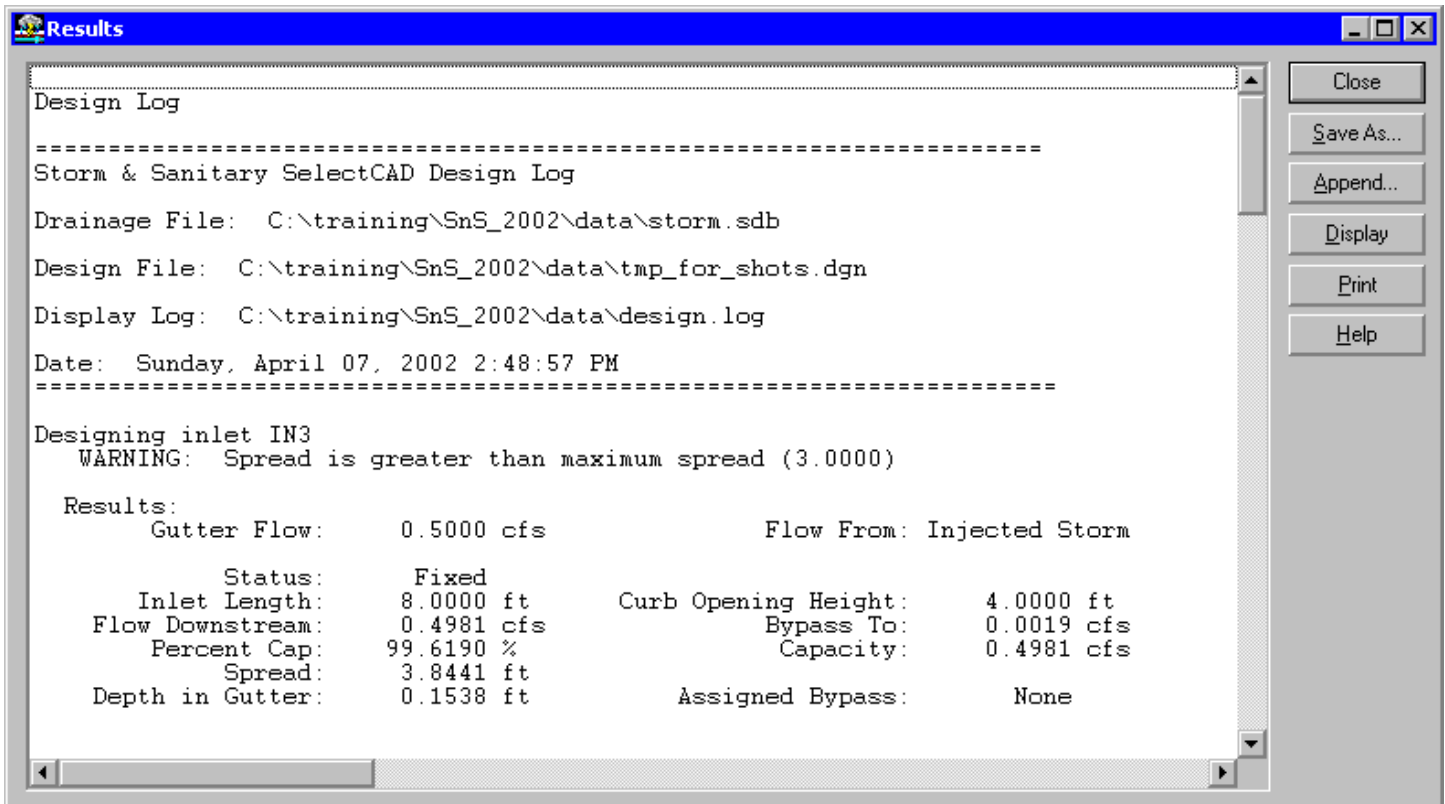 Results
Design Log
=====================================================================
Storm & Sanitary SelectCAD Design Log
Drainage File:  C:\training\SnS_2002\data\storm.sdb
Design File:  C:\training\SnS_2002\data\tmp_for_shots.dgn
Display Log:  C:\training\SnS_2002\data\design.log
Date:  Sunday, April 07, 2002 2:48:57 PM
======================================================================
Designing inlet IN3
WARNING:  Spread is greater than maximum spread (3.0000)
Results:
Gutter Flow: 0.5000 cfs Flow From: Injected Storm
Status: Fixed
Inlet Length: 8.0000 ft Curb Opening Height: 4.0000 ft
Flow Downstream: 0.4981 cfs Bypass To: 0.0019 cfs
Percent Cap: 99.6190 % Capacity: 0.4981 cfs
Spread: 3.8441 ft
Depth in Gutter: 0.1538 ft Assigned Bypass: None
Close
Save As...
Append...
Display
Print
Help